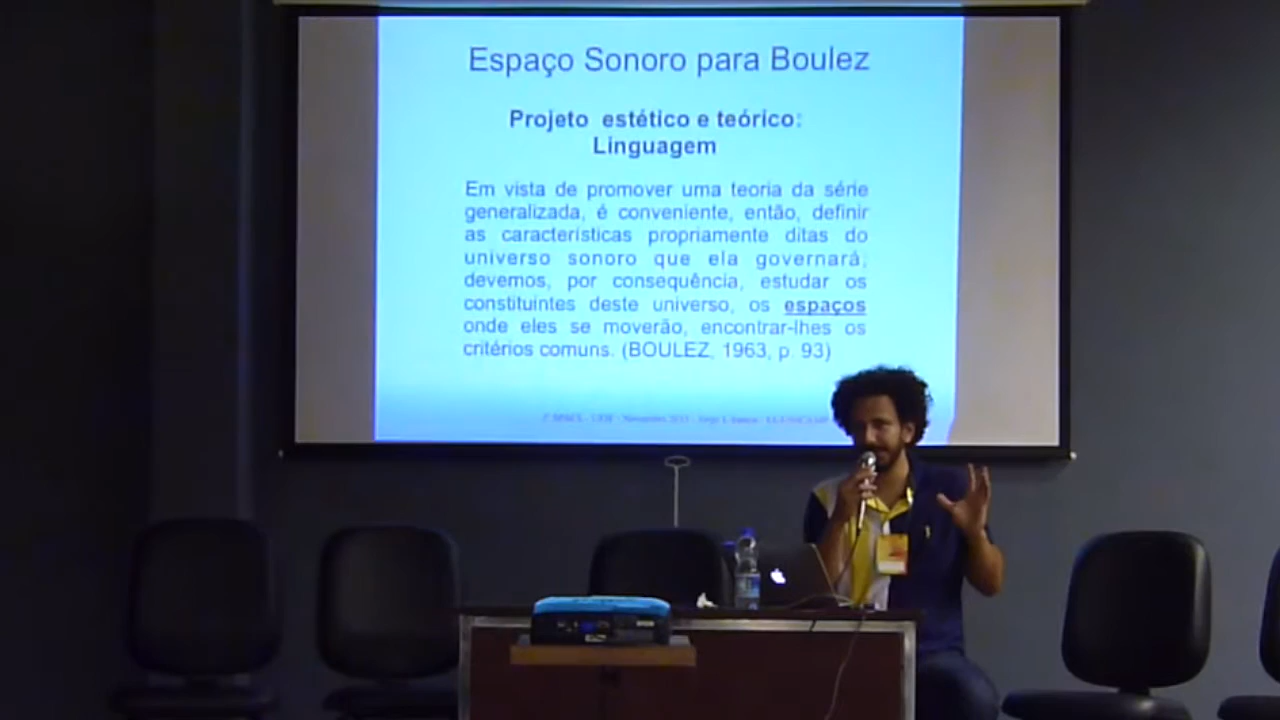 Espaço Sonoro para Boulez
Projeto estético e teórico:
Linguagem
Em vista de promover uma teoria da série
generalizada, é conveniente, então, definir
as características propriamente ditas do
universo sonoro que ela governará;
devemos, por consequência, estudar os
constituintes deste universo, os espaços
onde eles se moverão, encontrar-lhes os
critérios comuns. (BOULEZ, 1963, p. 93)